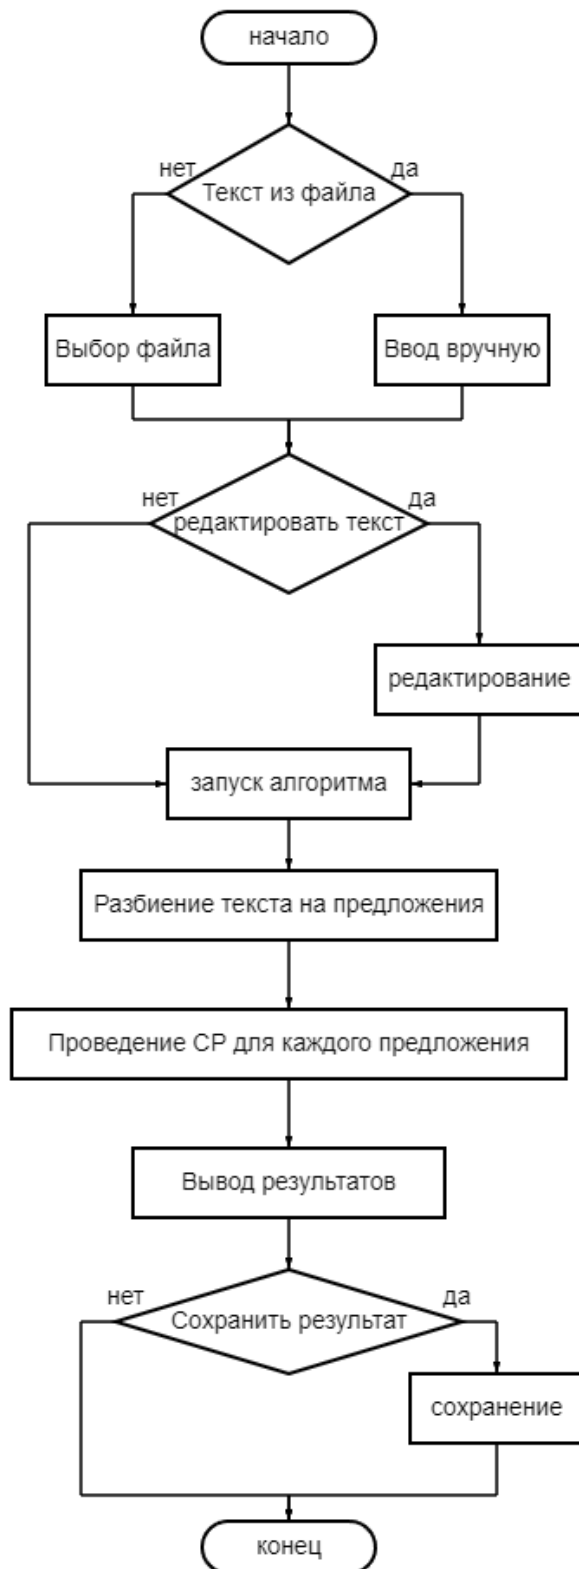 начало
нет
да
Текст из файла
Выбор файла
Ввод вручную
нет
да
редактировать текст
редактирование
запуск алгоритма
Разбиение текста на предложения
Проведение СР для каждого предложения
Вывод результатов
нет
да
Сохранить результат
сохранение
конец